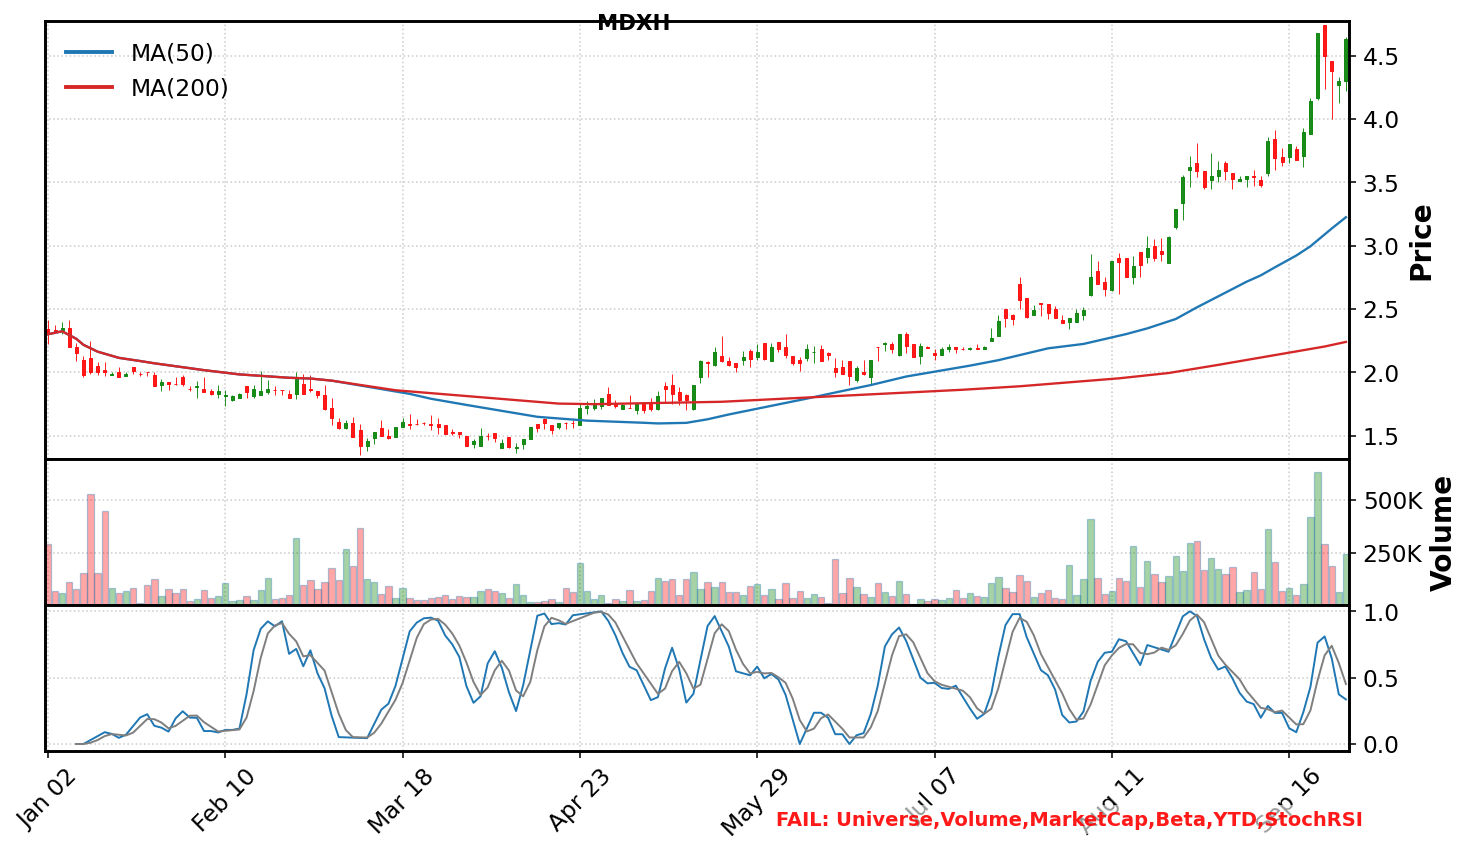 MDXH
MA(50)
MA(200)
4.5
4.0
3.5
3.0
2.5
2.0
1.5
Price
500K
250K
Volume
1.0
0.5
0.0
Jan 02
Feb 10
Mar 18
Apr 23
May 29
Jul 07
Aug 11
Sep 16
FAIL: Universe,Volume,MarketCap,Beta,YTD,StochRSI